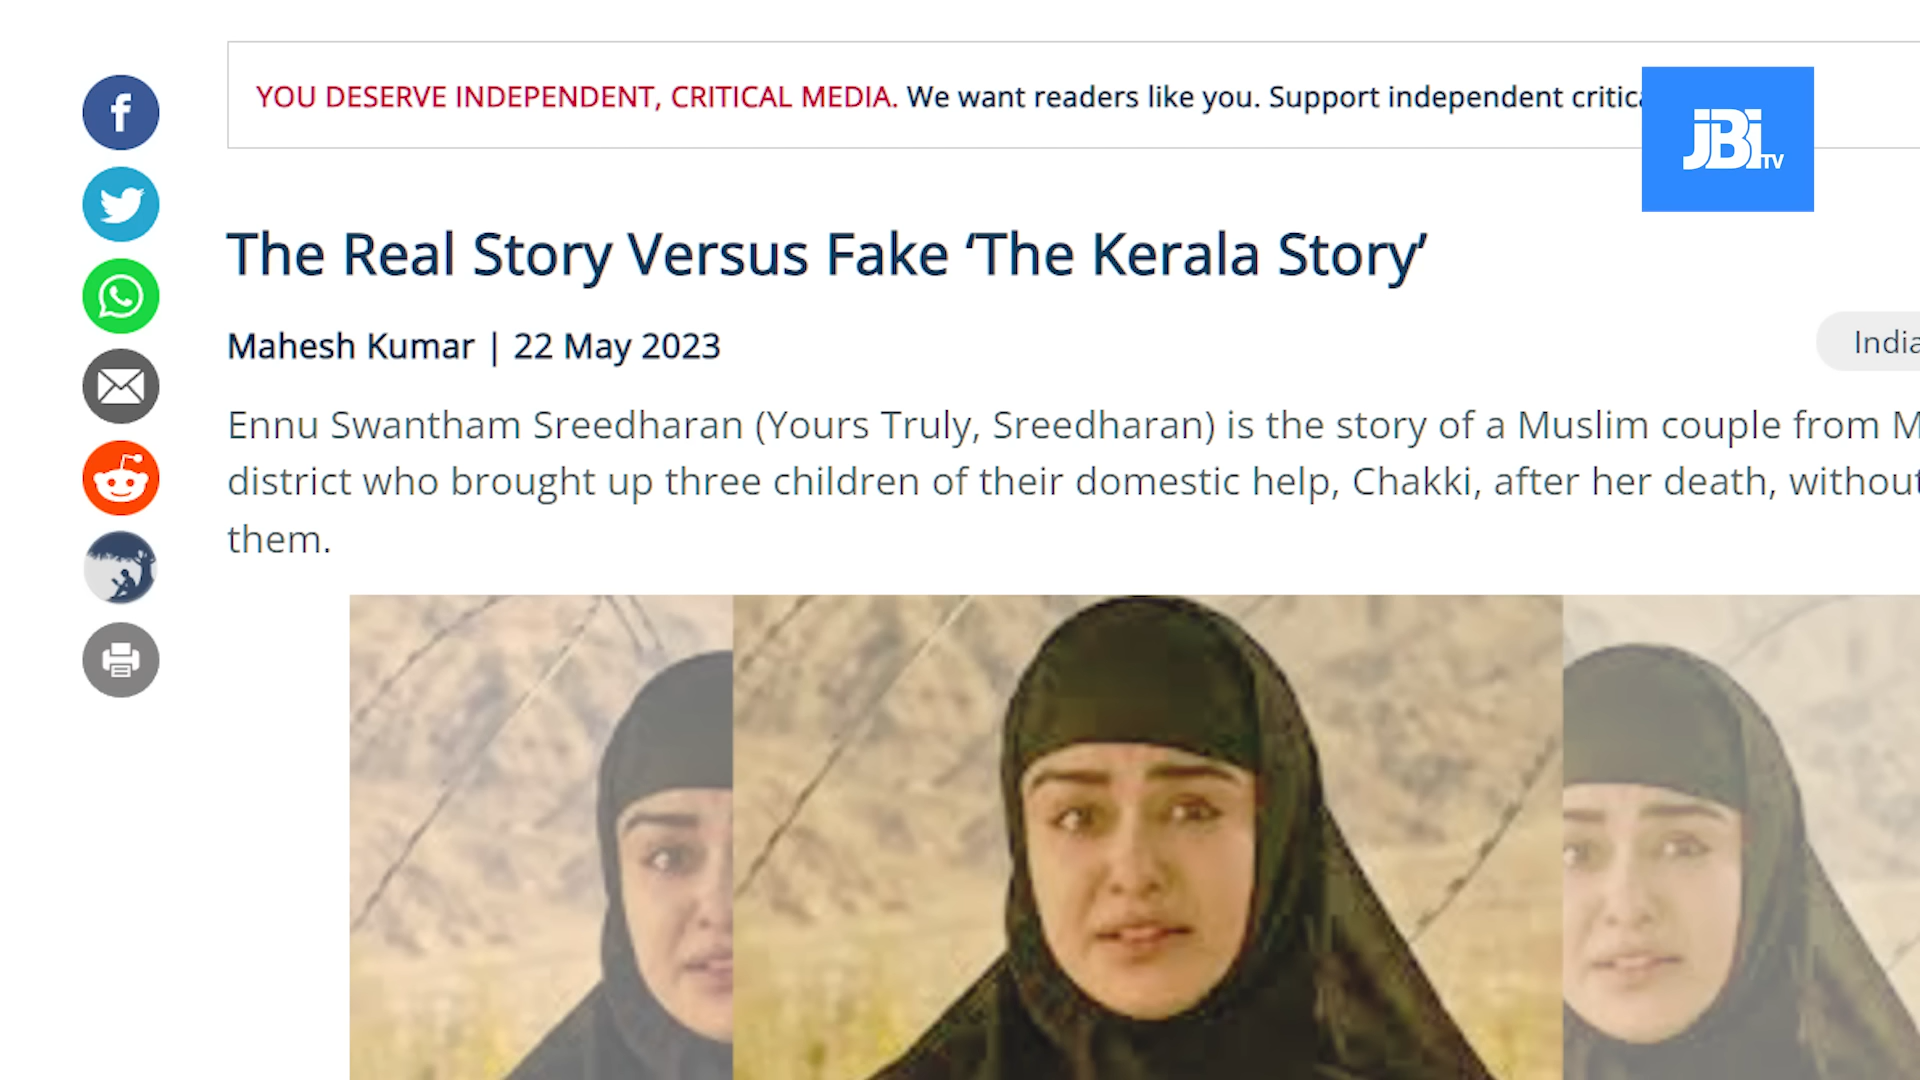 YOU DESERVE INDEPENDENT, CRITICAL MEDIA. We want readers like you. Support independent critic
JBi TV
The Real Story Versus Fake ‘The Kerala Story’
Mahesh Kumar | 22 May 2023
India
Ennu Swantham Sreedharan (Yours Truly, Sreedharan) is the story of a Muslim couple from M
district who brought up three children of their domestic help, Chakki, after her death, without
them.